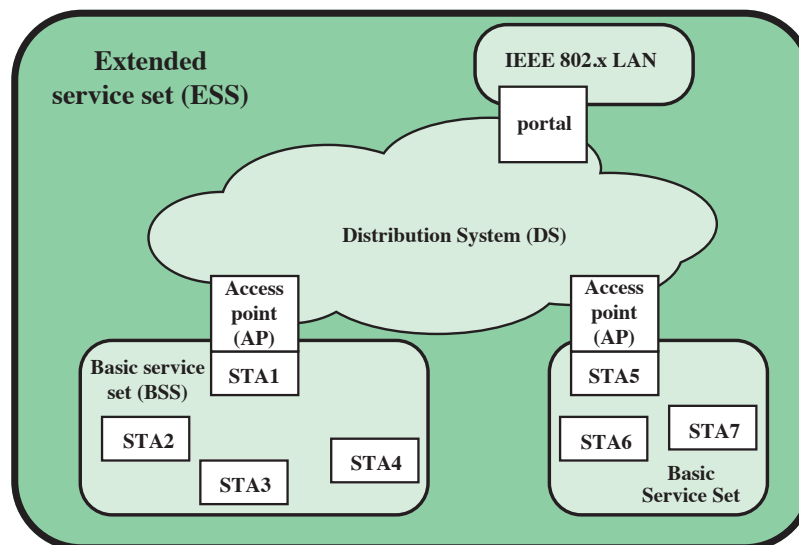 Extended
service set (ESS)
IEEE 802.x LAN
portal
Distribution System (DS)
Access
point
(AP)
Access
point
(AP)
Basic service
set (BSS)
STA1
STA2
STA3
STA4
STA5
STA6
STA7
Basic
Service Set